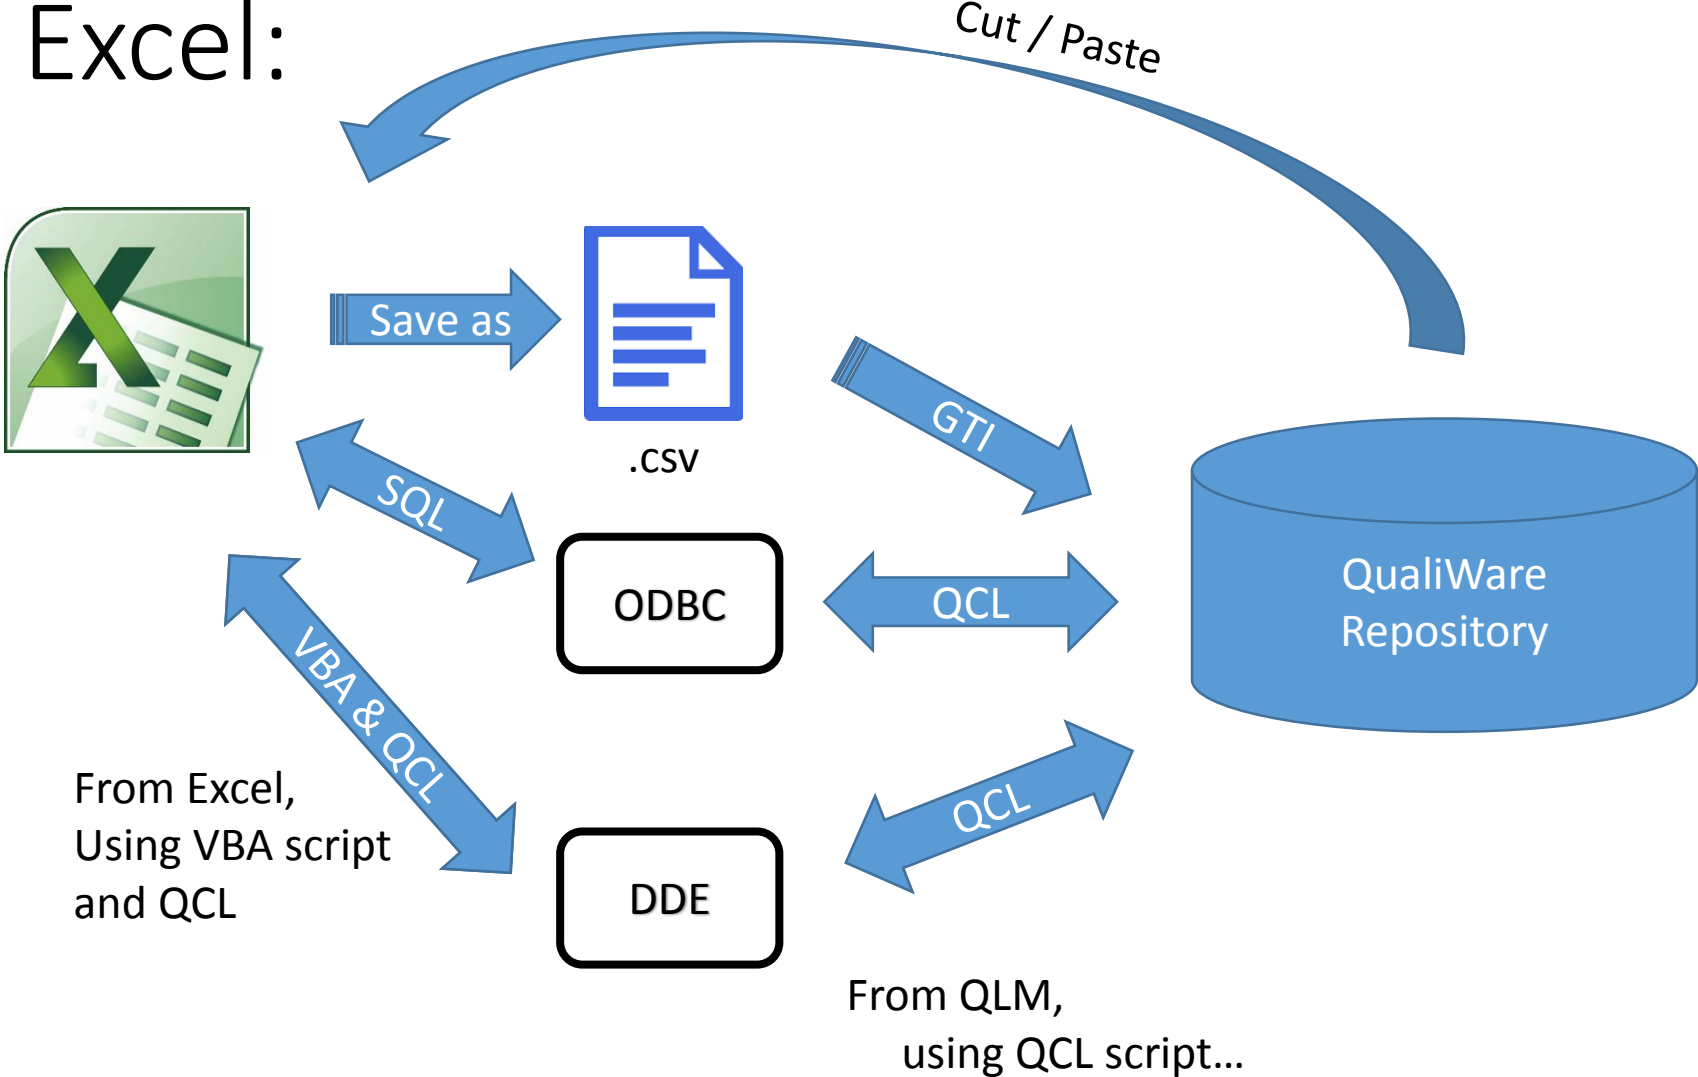 Excel:
Cut / Paste
Save as
.csv
GTI
SQL
ODBC
QCL
QualiWare
Repository
VBA & QCL
From Excel,
Using VBA script
and QCL
QCL
DDE
From QLM,
using QCL script...